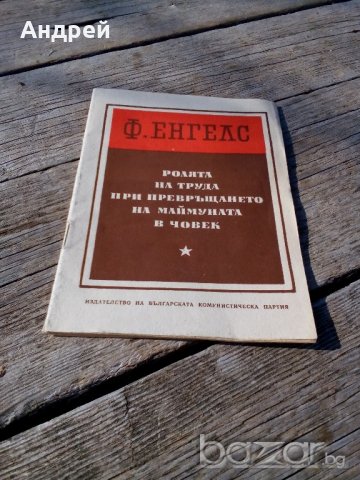 Андрей
Ф. ЕНГЕЛС
РОЛЯТА
НА ТРУДА
ПРИ ПРЕВРЪЩАНЕТО
НА МАЙМУНАТА
В ЧОВЕК
ИЗДАТЕЛСТВО НА БЪЛГАРСКАТА КОМУНИСТИЧЕСКА ПАРТИЯ
bazar.bg